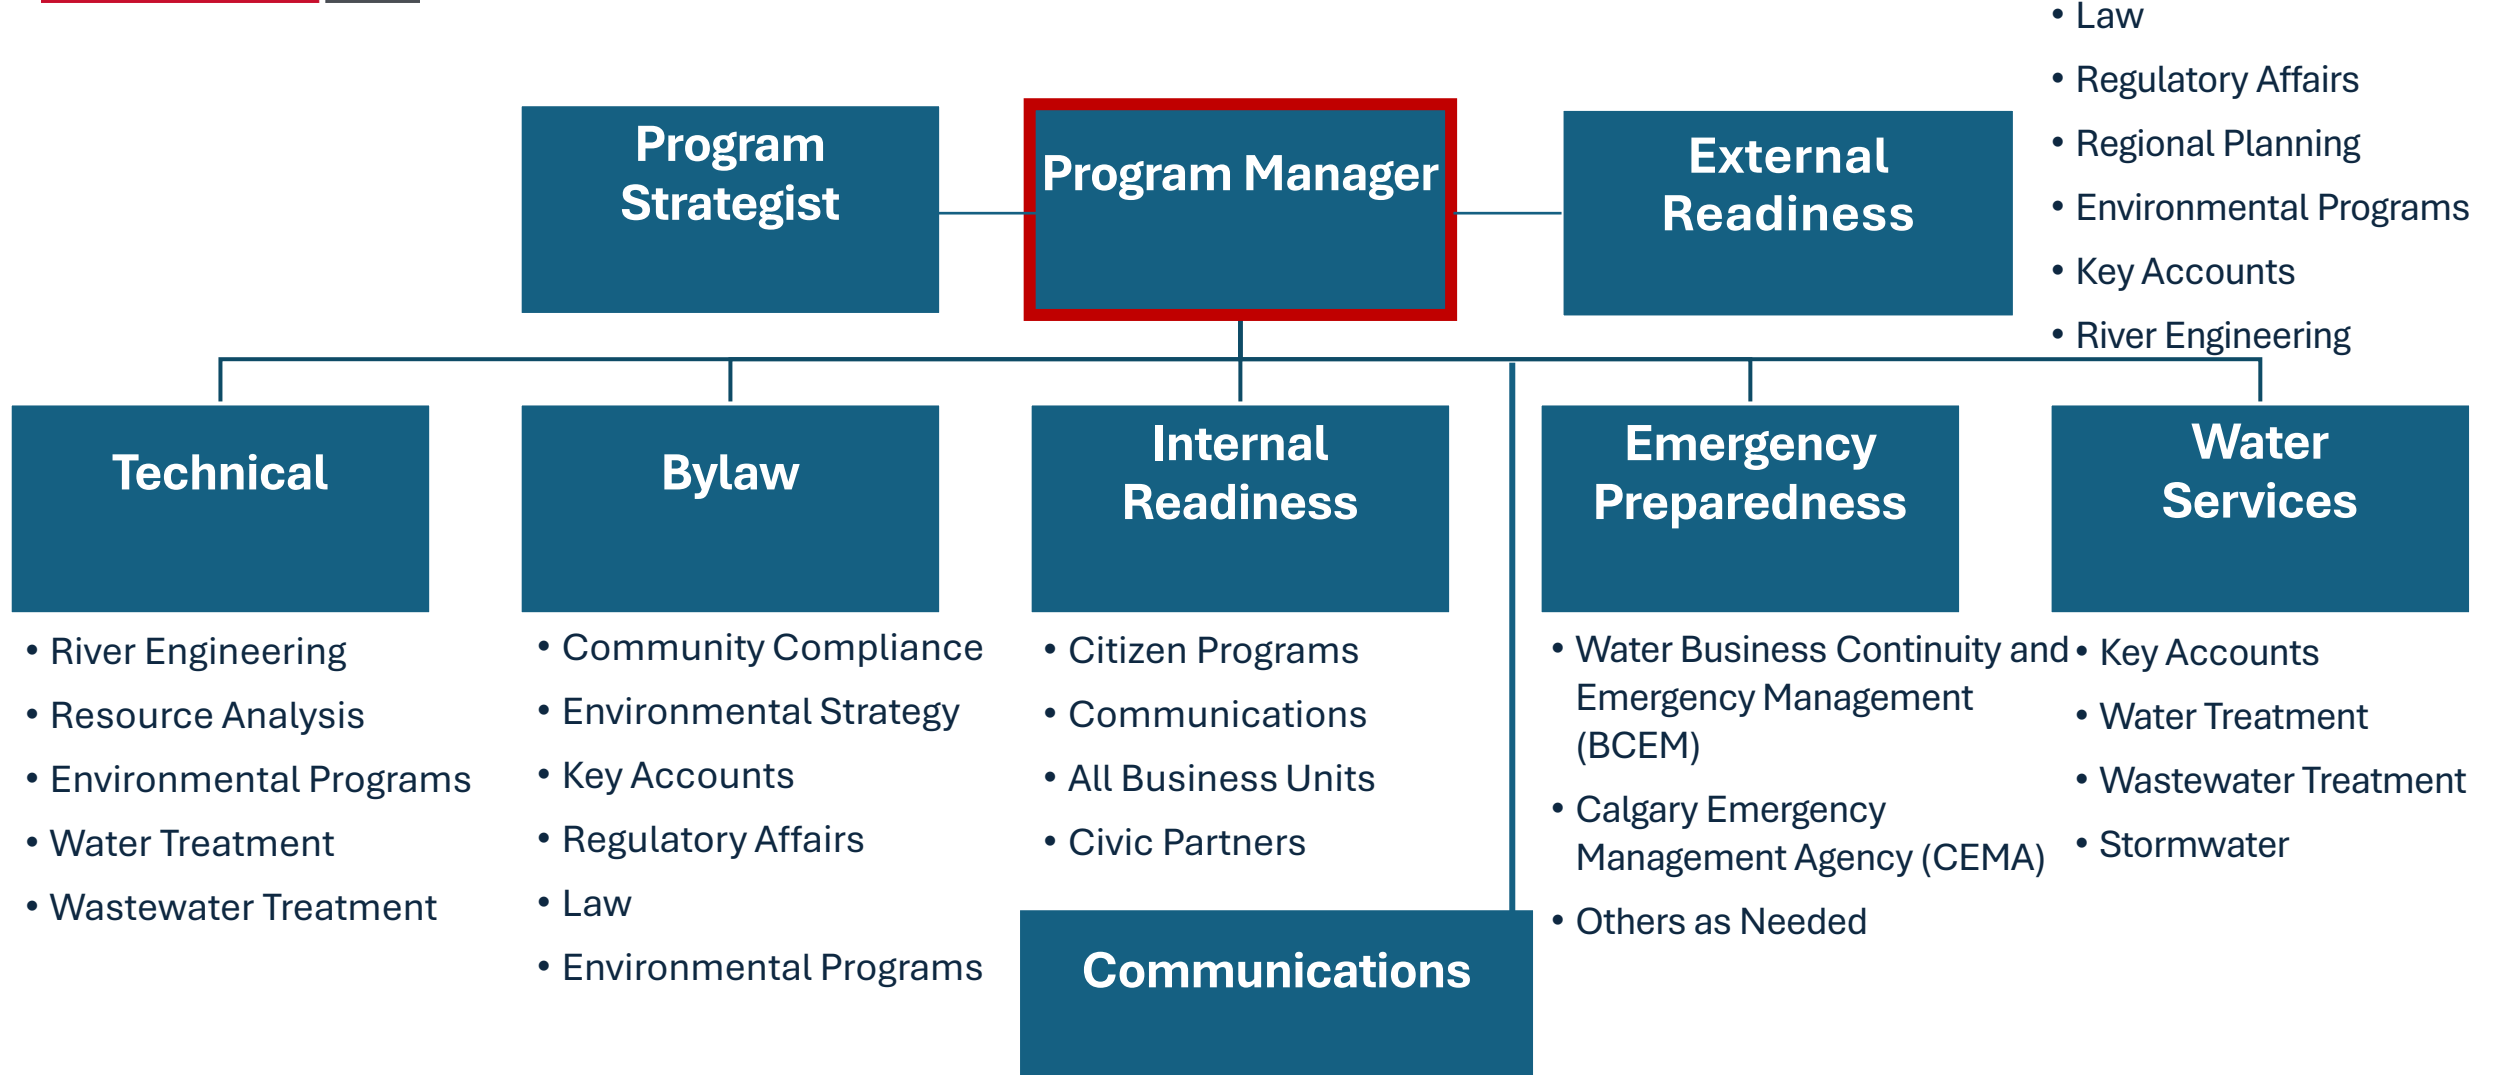 Program
Strategist
Program Manager
External
Readiness
• Law
• Regulatory Affairs
• Regional Planning
• Environmental Programs
• Key Accounts
• River Engineering
Technical
• River Engineering
• Resource Analysis
• Environmental Programs
• Water Treatment
• Wastewater Treatment
Bylaw
• Community Compliance
• Environmental Strategy
• Key Accounts
• Regulatory Affairs
• Law
• Environmental Programs
Internal
Readiness
• Citizen Programs
• Communications
• All Business Units
• Civic Partners
Communications
Emergency
Preparedness
• Water Business Continuity and
Emergency Management
(BCEM)
• Calgary Emergency
Management Agency (CEMA)
• Others as Needed
Water
Services
• Key Accounts
• Water Treatment
• Wastewater Treatment
• Stormwater